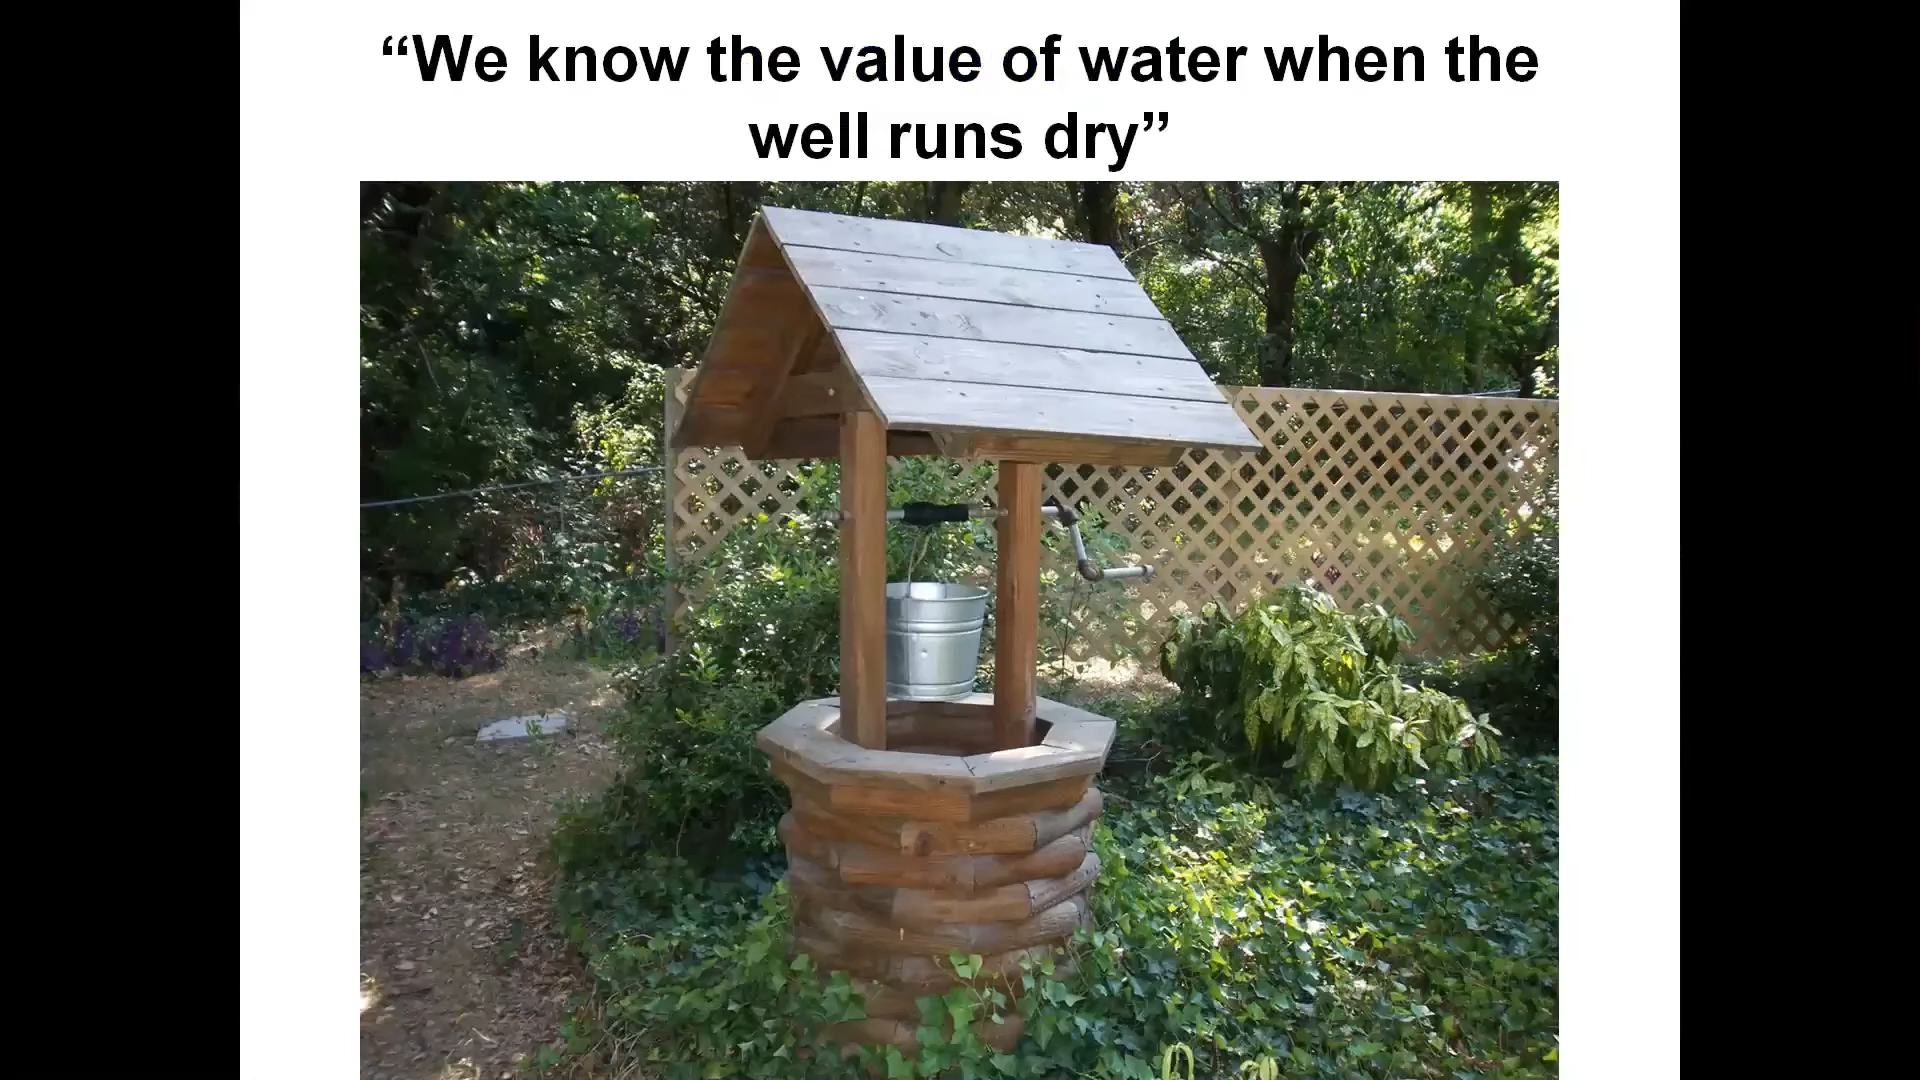 “We know the value of water when the
well runs dry”